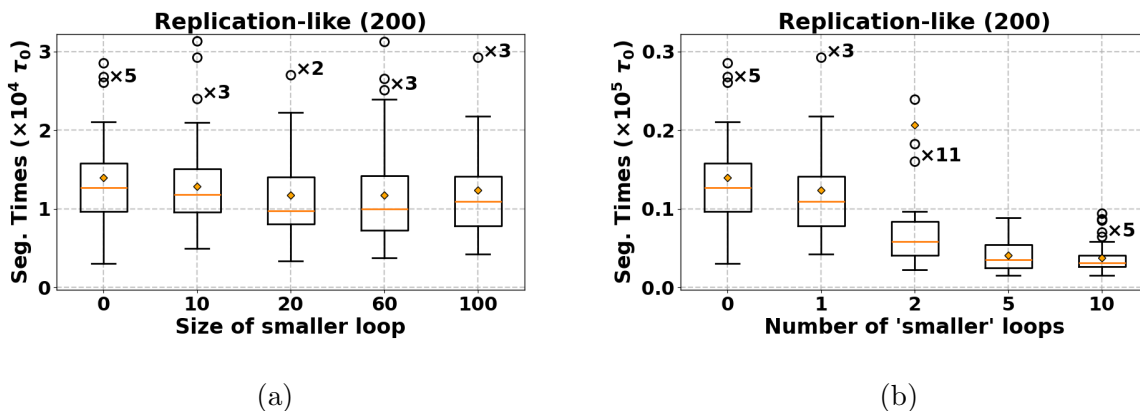 Replication-like (200)
Seg. Times (×10⁴ τ₀)
3
2
1
0
×5
×3
×2
×3
×3
0 10 20 60 100
Size of smaller loop
(a)
Replication-like (200)
Seg. Times (×10⁵ τ₀)
0.3
0.2
0.1
0.0
×5
×3
×11
×5
0 1 2 5 10
Number of 'smaller' loops
(b)